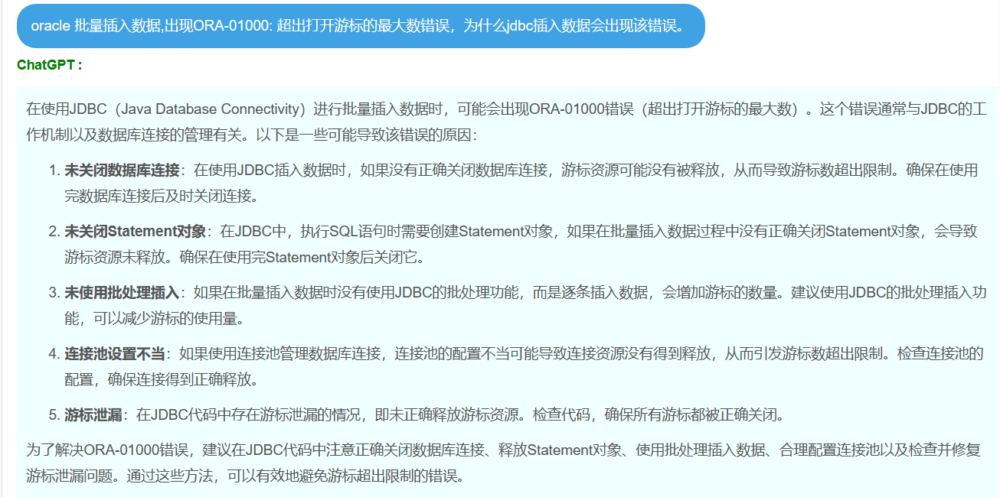 oracle 批量插入数据,出现ORA-01000: 超出打开游标的最大数错误，为什么jdbc插入数据会出现该错误。
ChatGPT :
在使用JDBC（Java Database Connectivity）进行批量插入数据时，可能会出现ORA-01000错误（超出打开游标的最大数）。这个错误通常与JDBC的工
作机制以及数据库连接的管理有关。以下是一些可能导致该错误的原因：
1. 未关闭数据库连接：在使用JDBC插入数据时，如果没有正确关闭数据库连接，游标资源可能没有被释放，从而导致游标数超出限制。确保在使用
完数据库连接后及时关闭连接。
2. 未关闭Statement对象：在JDBC中，执行SQL语句时需要创建Statement对象，如果在批量插入数据过程中没有正确关闭Statement对象，会导致
游标资源未释放。确保在使用完Statement对象后关闭它。
3. 未使用批处理插入：如果在批量插入数据时没有使用JDBC的批处理功能，而是逐条插入数据，会增加游标的数量。建议使用JDBC的批处理插入功
能，可以减少游标的使用量。
4. 连接池设置不当：如果使用连接池管理数据库连接，连接池的配置不当可能导致连接资源没有得到释放，从而引发游标数超出限制。检查连接池的
配置，确保连接得到正确释放。
5. 游标泄漏：在JDBC代码中存在游标泄漏的情况，即未正确释放游标资源。检查代码，确保所有游标都被正确关闭。
为了解决ORA-01000错误，建议在JDBC代码中注意正确关闭数据库连接、释放Statement对象、使用批处理插入数据、合理配置连接池以及检查并修复
游标泄漏问题。通过这些方法，可以有效地避免游标超出限制的错误。